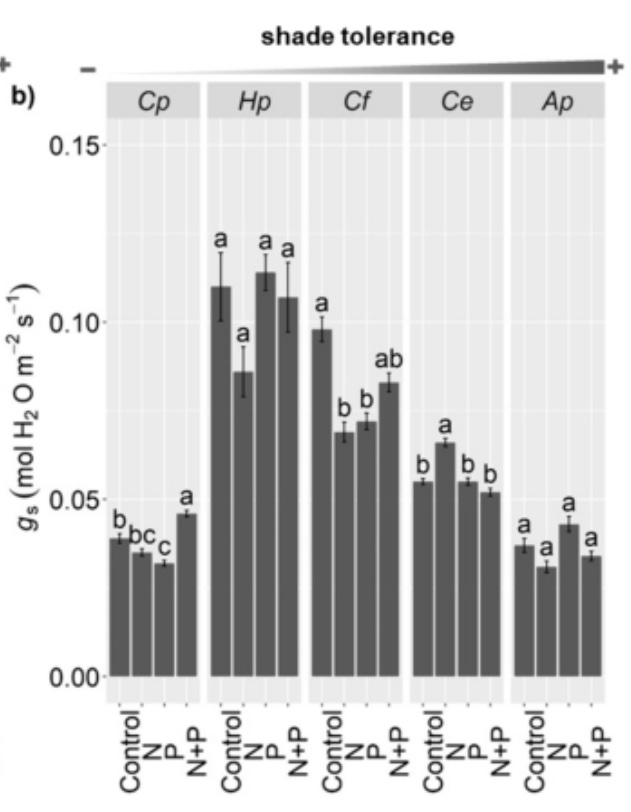 shade tolerance
+ − +
b) Cp Hp Cf Ce Ap
0.15
0.10
0.05
0.00
gs (mol H2 O m−2 s−1)
b bc c a
a a a a
a b b ab
b a b b
a a a a
Control N P N+P Control N P N+P Control N P N+P Control N P N+P Control N P N+P